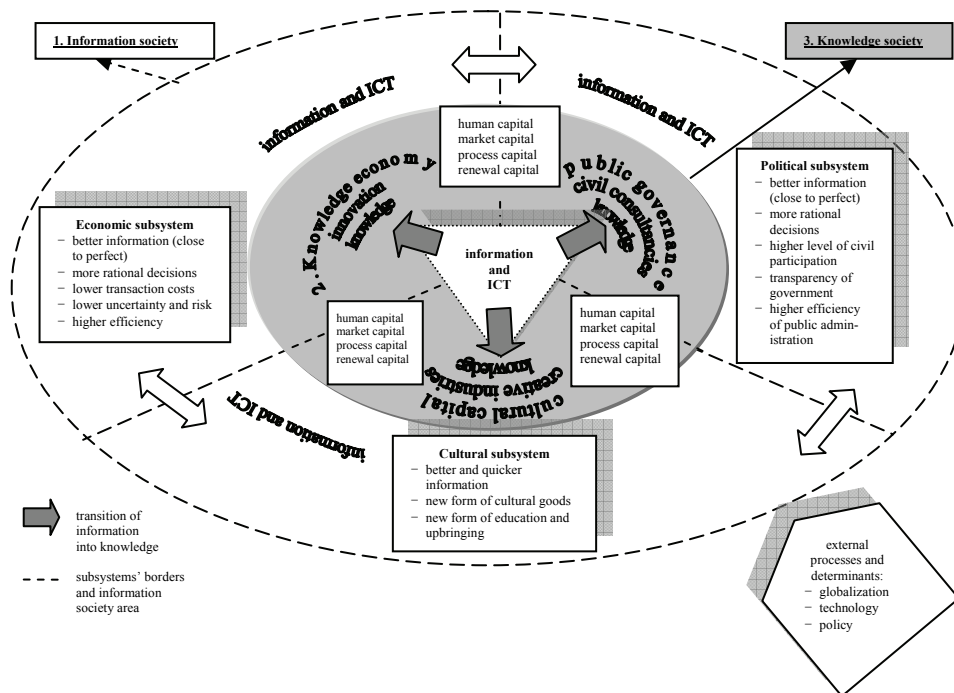 1. Information society
3. Knowledge society
information and ICT
information and ICT
human capital
market capital
process capital
renewal capital
2. Knowledge economy
innovation
knowledge
public governance
civil consultancies
knowledge
Economic subsystem
− better information (close
to perfect)
− more rational decisions
− lower transaction costs
− lower uncertainty and risk
− higher efficiency
Political subsystem
− better information
(close to perfect)
− more rational
decisions
− higher level of civil
participation
− transparency of
government
− higher efficiency
of public admin-
istration
information
and
ICT
human capital
market capital
process capital
renewal capital
human capital
market capital
process capital
renewal capital
knowledge
creative industries
cultural capital
information and ICT
Cultural subsystem
− better and quicker
information
− new form of cultural goods
− new form of education and
upbringing
transition of
information
into knowledge
subsystems’ borders
and information
society area
external processes and
determinants:
− globalization
− technology
− policy